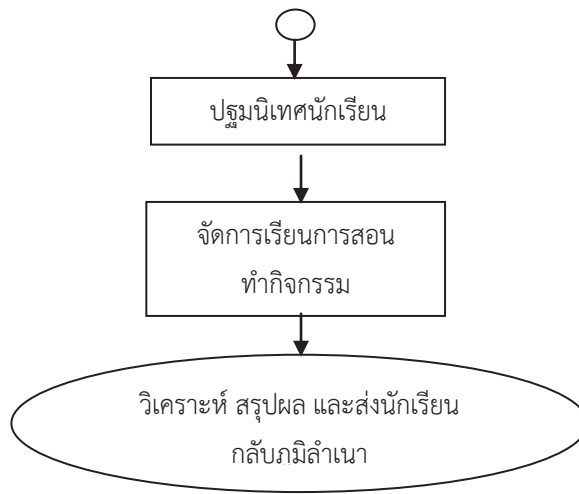 ปฐมนิเทศนักเรียน
จัดการเรียนการสอน
ทำกิจกรรม
วิเคราะห์ สรุปผล และส่งนักเรียน
กลับภูมิลำเนา